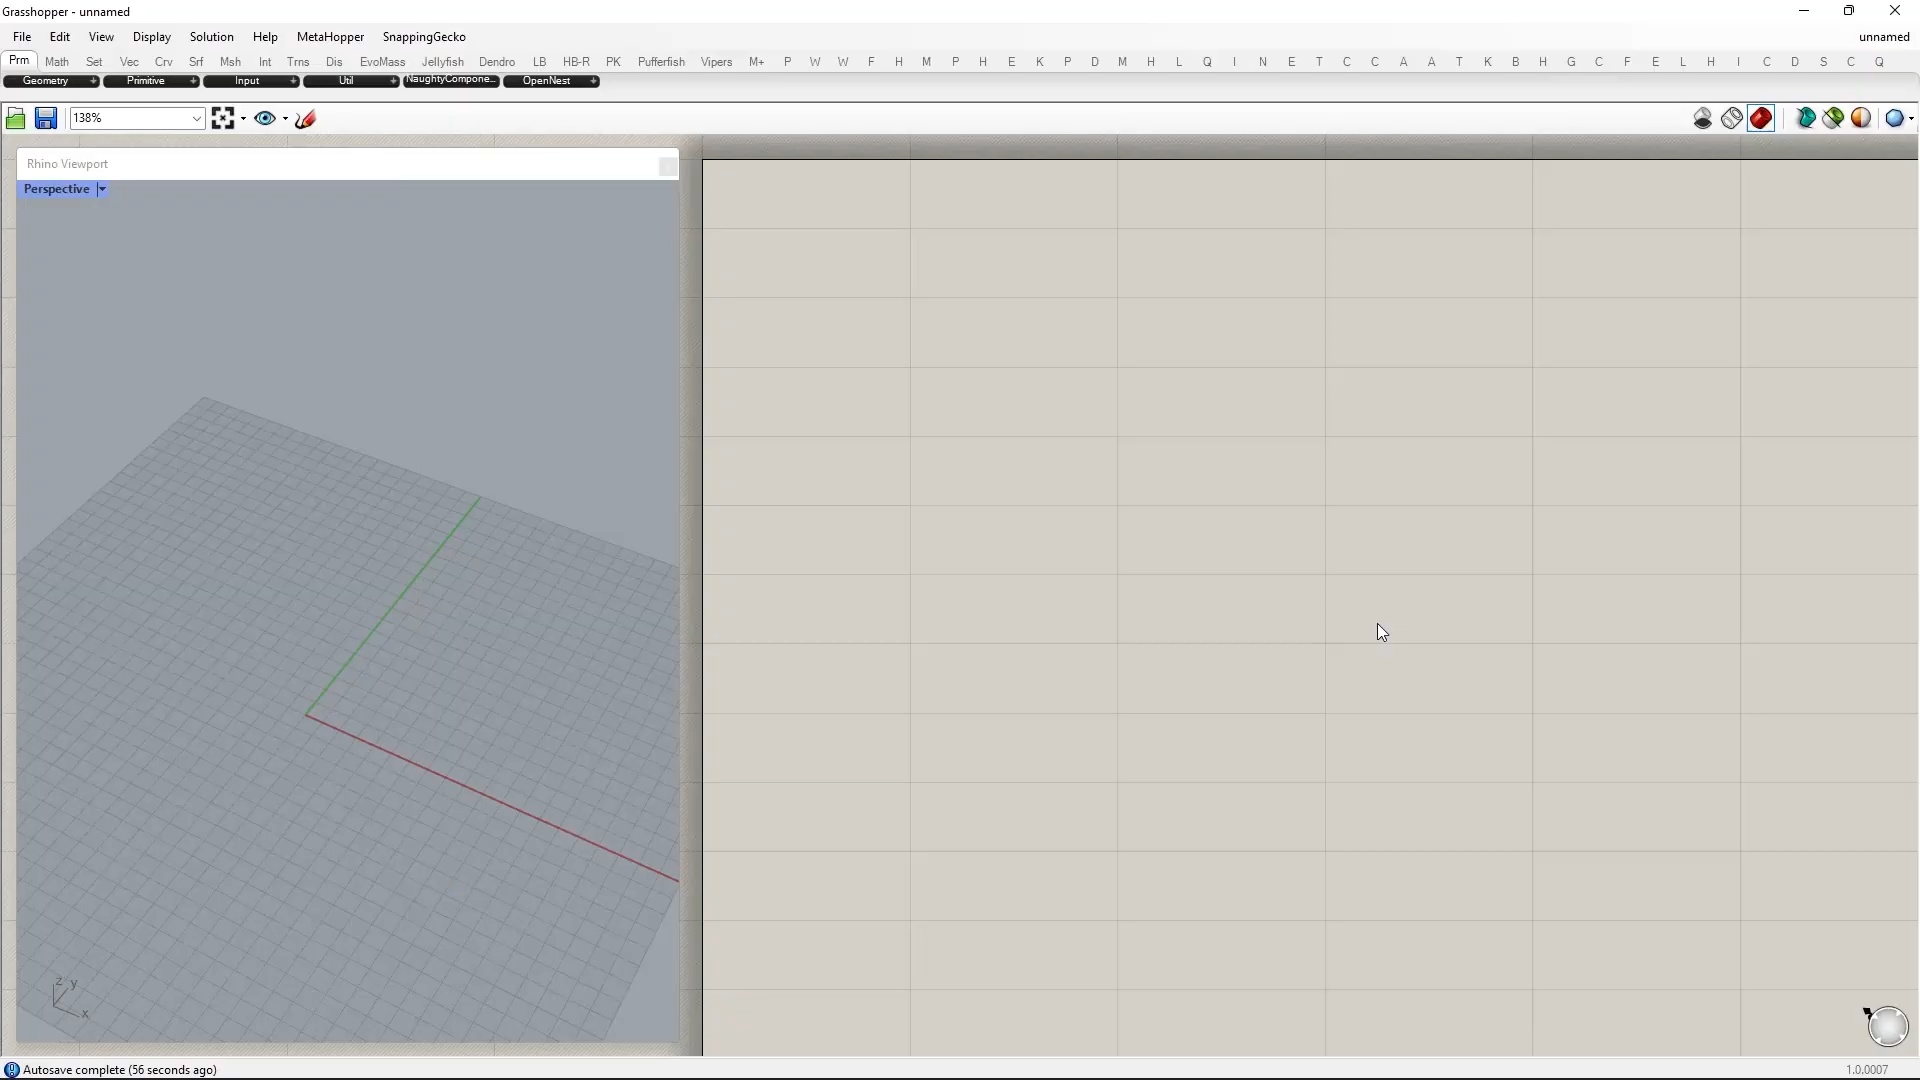 Grasshopper - unnamed
File Edit View Display Solution Help MetaHopper SnappingGecko unnamed
Prm Math Set Vec Crv Srf Msh Int Trns Dis EvoMass Jellyfish Dendro LB HB-R PK Pufferfish Vipers M+ P W W F H M P H E K P D M H L Q I N E T C C A A T K B H G C F E L H I C D S C Q
Geometry + Primitive + Input + Util + NaughtyCompone... OpenNest +
138%
Rhino Viewport
Perspective
z y
x
Autosave complete (56 seconds ago) 1.0.0007